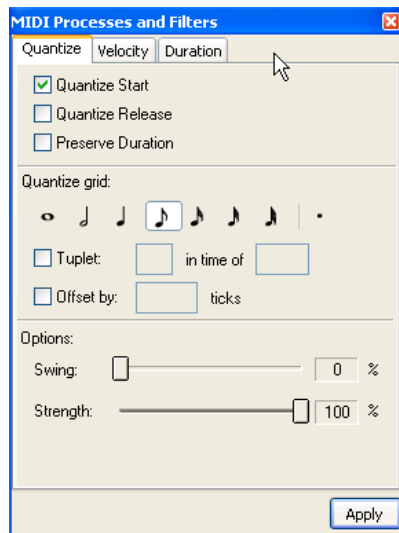 MIDI Processes and Filters
Quantize Velocity Duration
Quantize Start
Quantize Release
Preserve Duration
Quantize grid:
Tuplet: in time of
Offset by: ticks
Options:
Swing: 0 %
Strength: 100 %
Apply